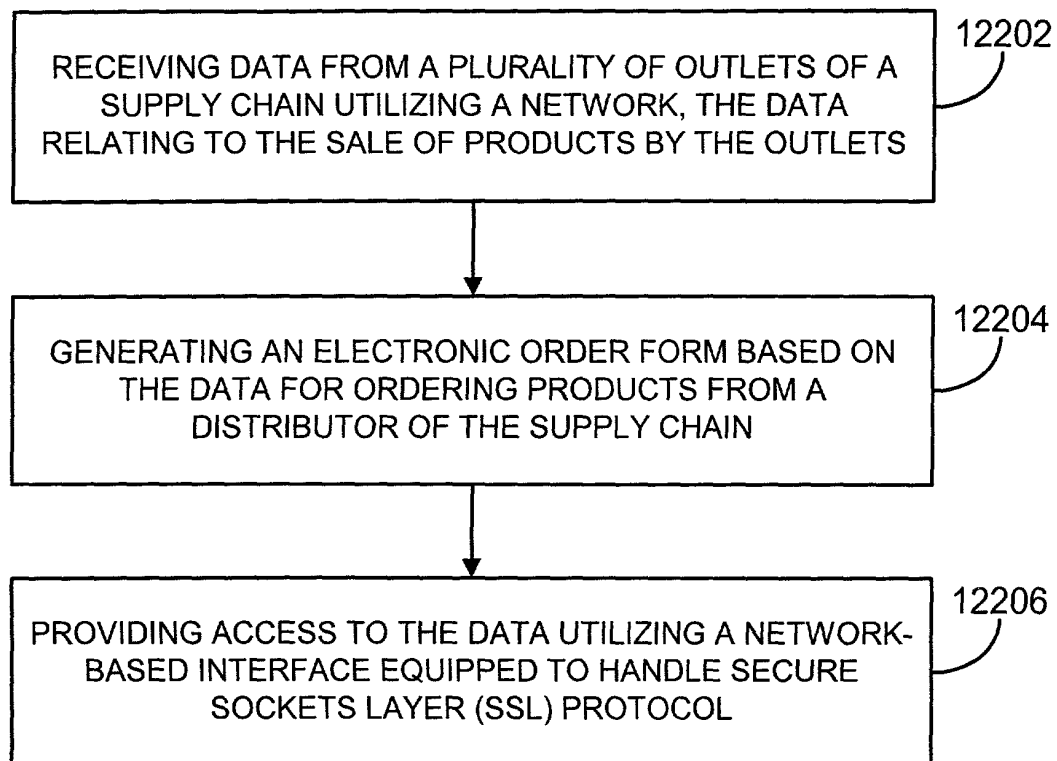 12202
RECEIVING DATA FROM A PLURALITY OF OUTLETS OF A
SUPPLY CHAIN UTILIZING A NETWORK, THE DATA
RELATING TO THE SALE OF PRODUCTS BY THE OUTLETS
12204
GENERATING AN ELECTRONIC ORDER FORM BASED ON
THE DATA FOR ORDERING PRODUCTS FROM A
DISTRIBUTOR OF THE SUPPLY CHAIN
12206
PROVIDING ACCESS TO THE DATA UTILIZING A NETWORK-
BASED INTERFACE EQUIPPED TO HANDLE SECURE
SOCKETS LAYER (SSL) PROTOCOL